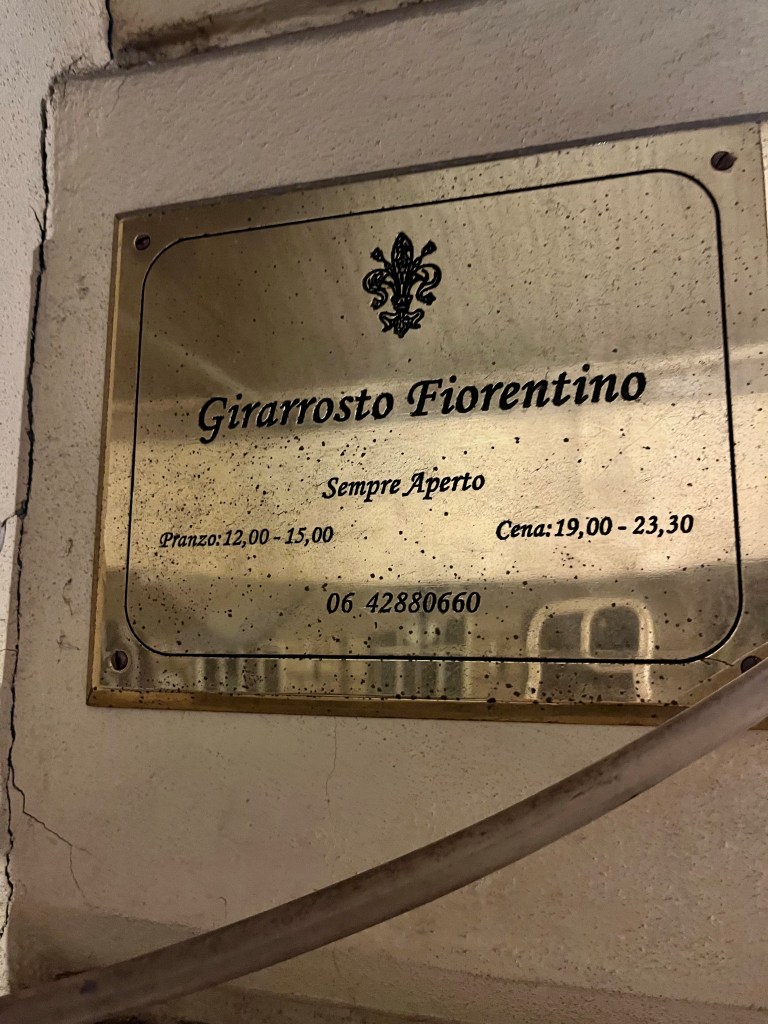 Girarrosto Fiorentino
Sempre Aperto
Pranzo:12,00 - 15,00 Cena:19,00 - 23,30
06 42880660